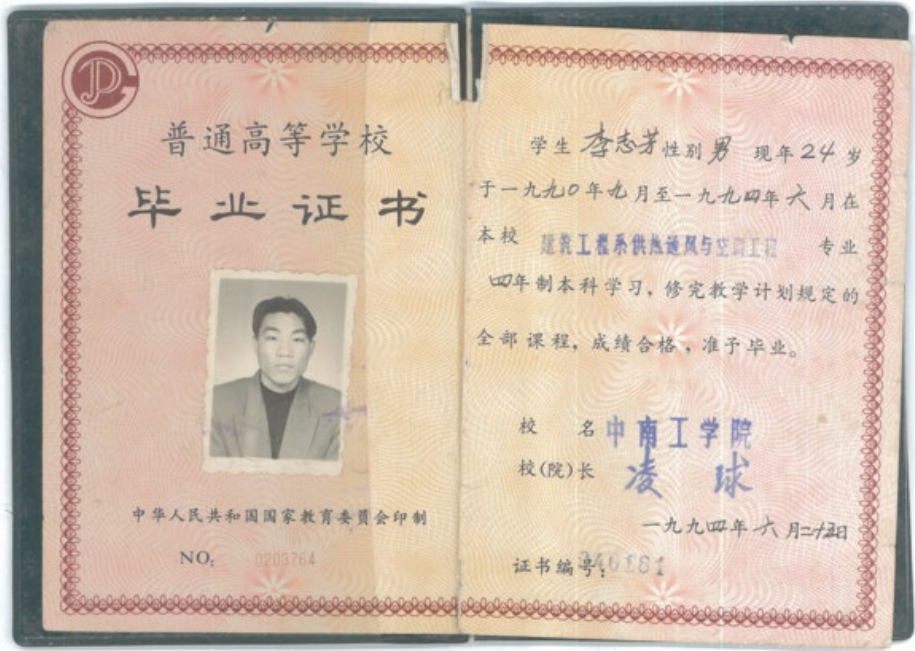 普通高等学校
毕业证书
中华人民共和国国家教育委员会印制
NO: 0203764
学生 李志芳 性别 男 现年 24 岁
于一九九〇年九月至一九九四年六月在
本校 建筑工程系供热通风与空调工程 专业
四年制本科学习,修完教学计划规定的
全部课程,成绩合格,准予毕业。
校 名 中南工学院
校(院)长 凌球
一九九四年六月二十日
证书编号: